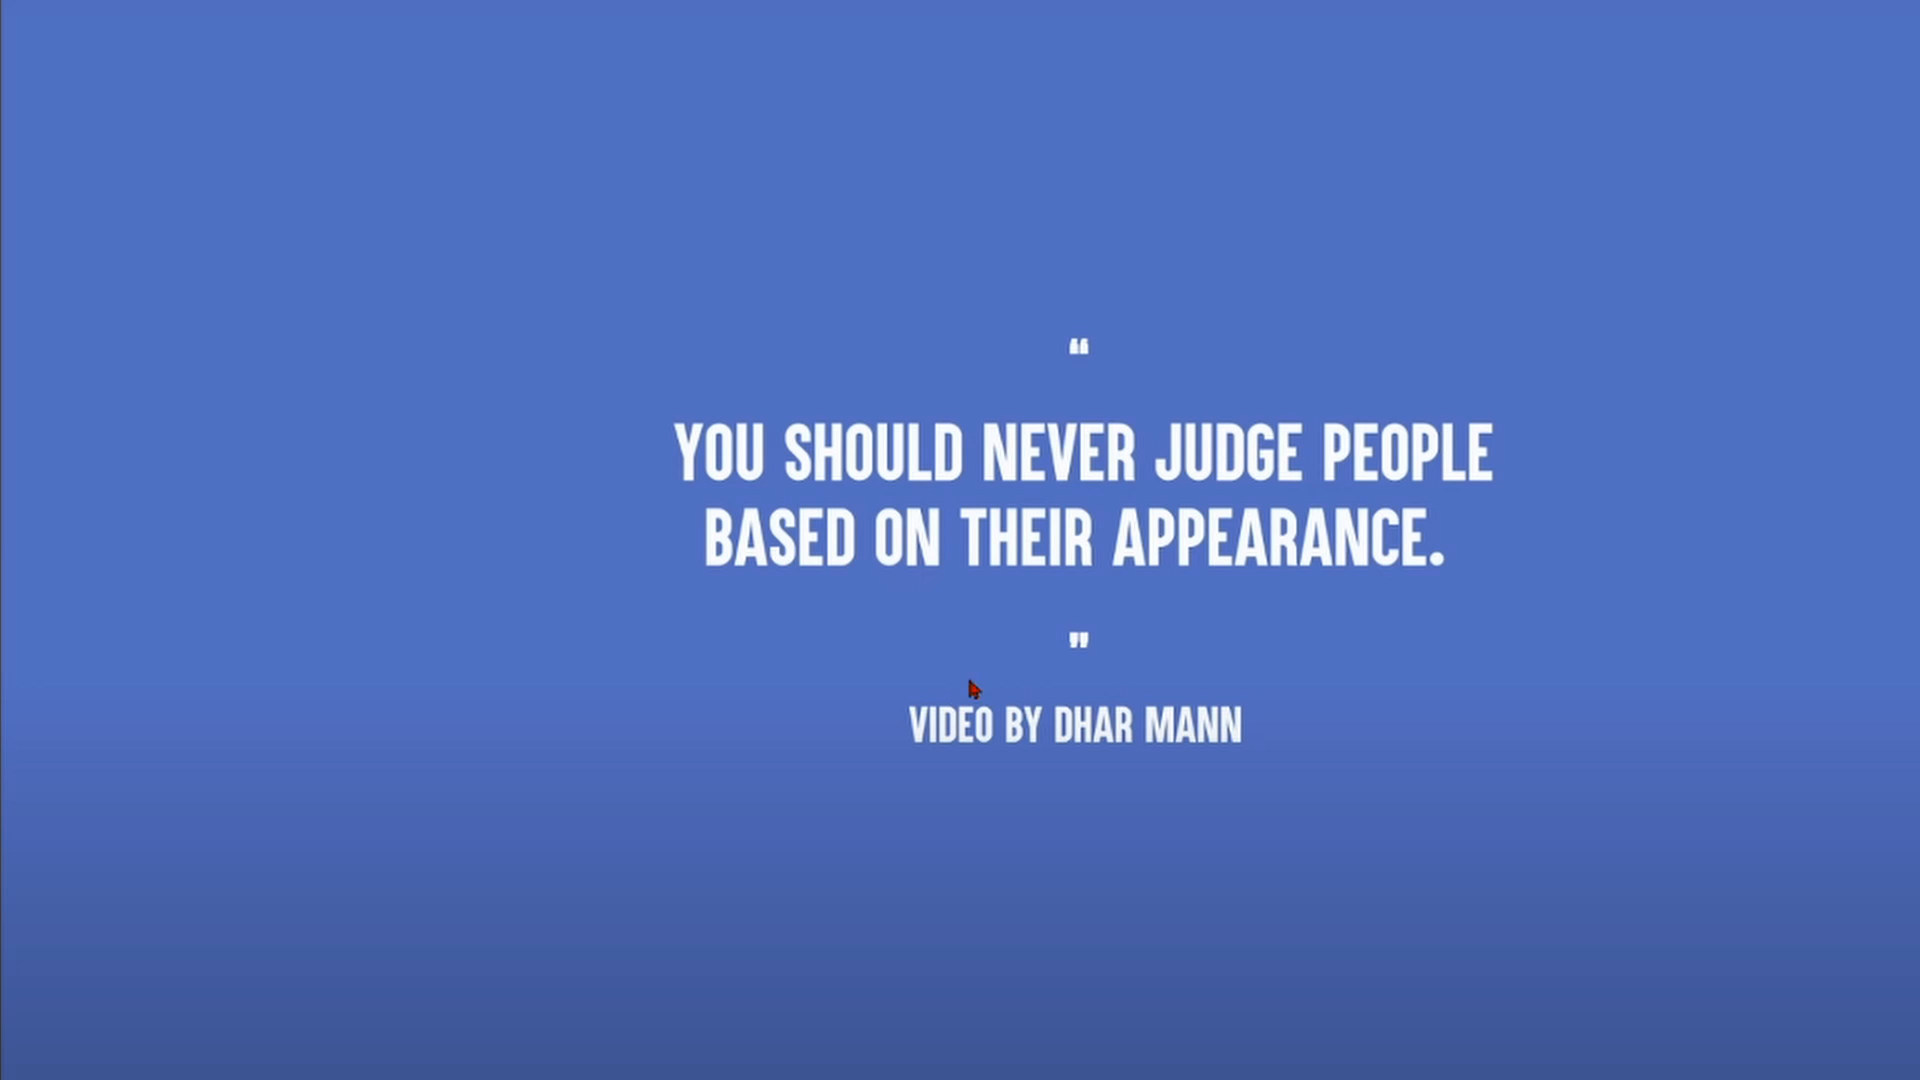 “
YOU SHOULD NEVER JUDGE PEOPLE
BASED ON THEIR APPEARANCE.
”
VIDEO BY DHAR MANN